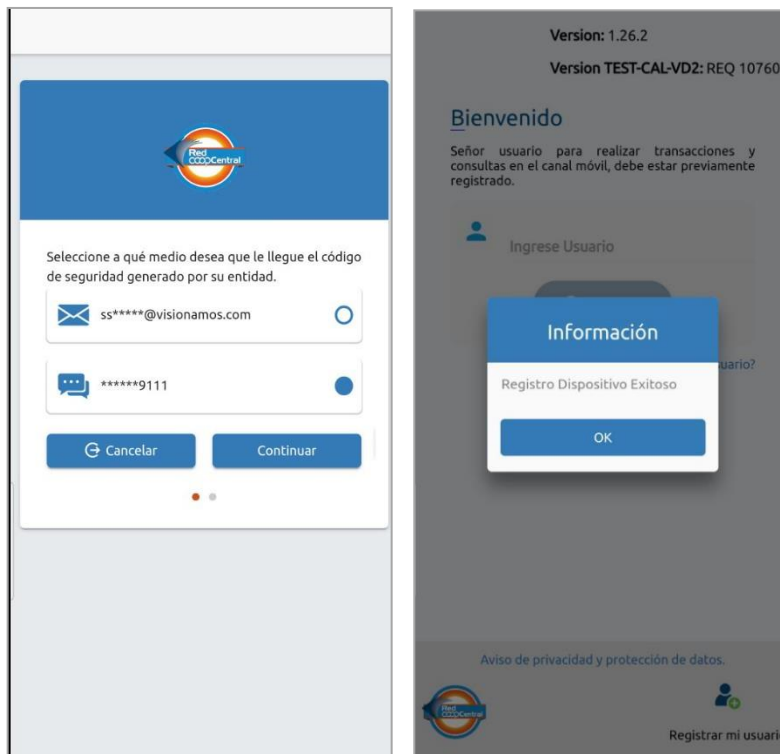 Red
COOPCentral
Seleccione a qué medio desea que le llegue el código
de seguridad generado por su entidad.
ss*****@visionamos.com
******9111
Cancelar
Continuar
Version: 1.26.2
Version TEST-CAL-VD2: REQ 10760
Bienvenido
Señor usuario para realizar transacciones y
consultas en el canal móvil, debe estar previamente
registrado.
Ingrese Usuario
uario?
Información
Registro Dispositivo Exitoso
OK
Aviso de privacidad y protección de datos.
Red
COOPCentral
Registrar mi usuari